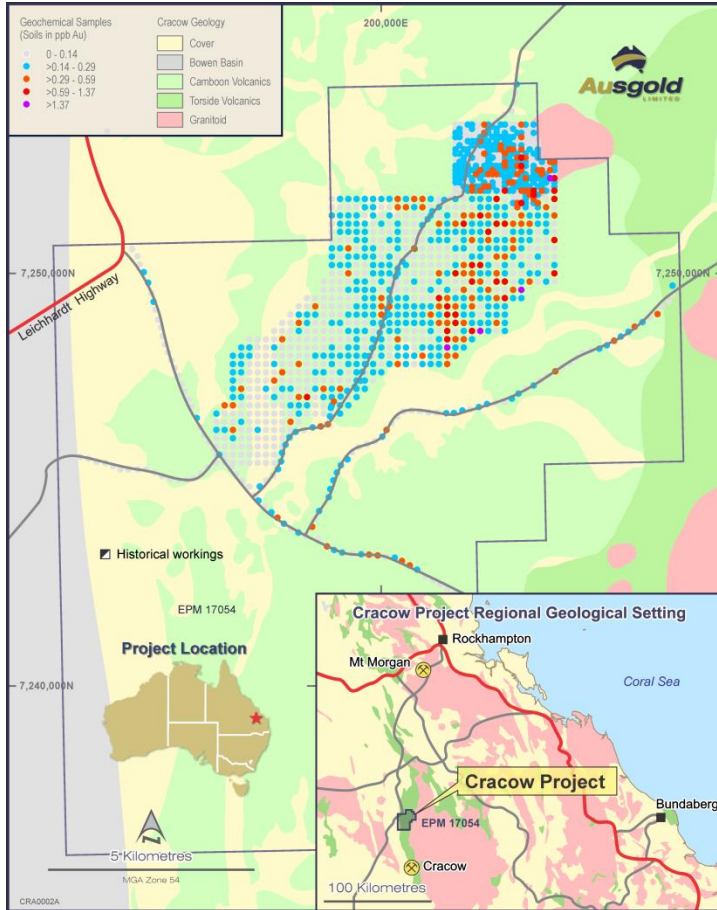 Geochemical Samples
(Soils in ppb Au)
0 - 0.14
>0.14 - 0.29
>0.29 - 0.59
>0.59 - 1.37
>1.37
Cracow Geology
Cover
Bowen Basin
Camboon Volcanics
Torside Volcanics
Granitoid
200,000E
Ausgold
LIMITED
7,250,000N
7,250,000N
Leichhardt Highway
Historical workings
EPM 17054
Project Location
7,240,000N
5 Kilometres
MGA Zone 54
CRA0002A
Cracow Project Regional Geological Setting
Rockhampton
Mt Morgan
Coral Sea
Cracow Project
EPM 17054
Bundaberg
Cracow
100 Kilometres